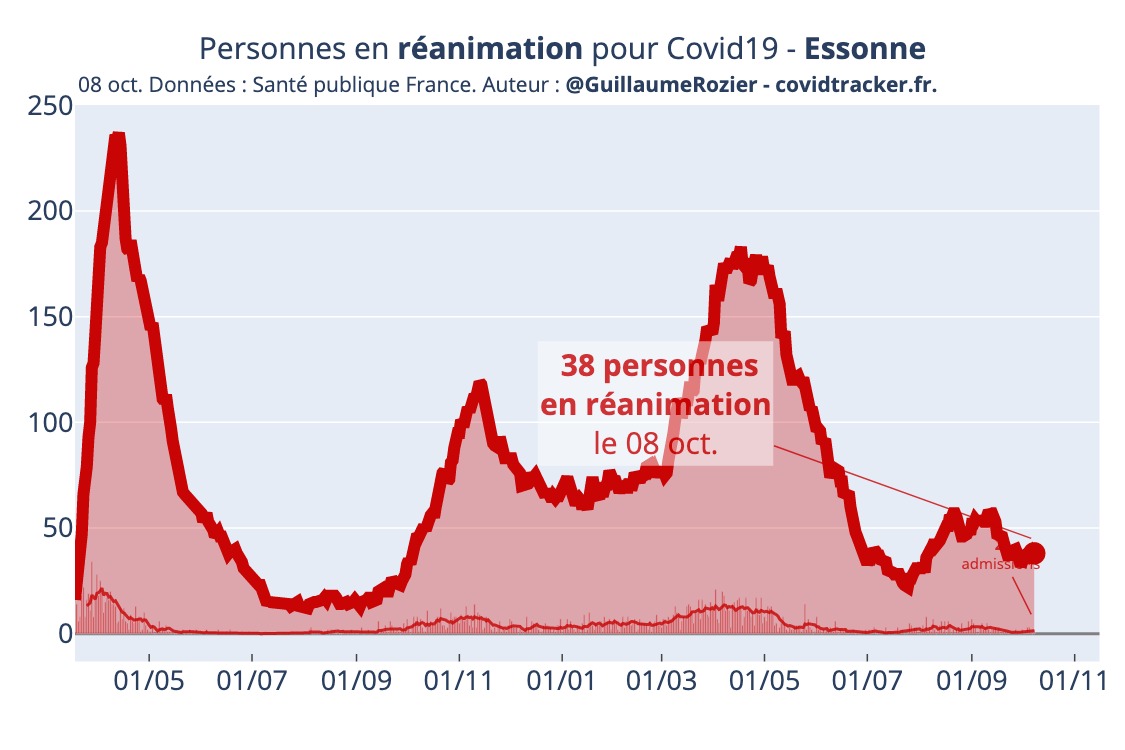 Personnes en réanimation pour Covid19 - Essonne
08 oct. Données : Santé publique France. Auteur : @GuillaumeRozier - covidtracker.fr.
250
200
150
100
50
0
38 personnes
en réanimation
le 08 oct.
admissions
01/05 01/07 01/09 01/11 01/01 01/03 01/05 01/07 01/09 01/11